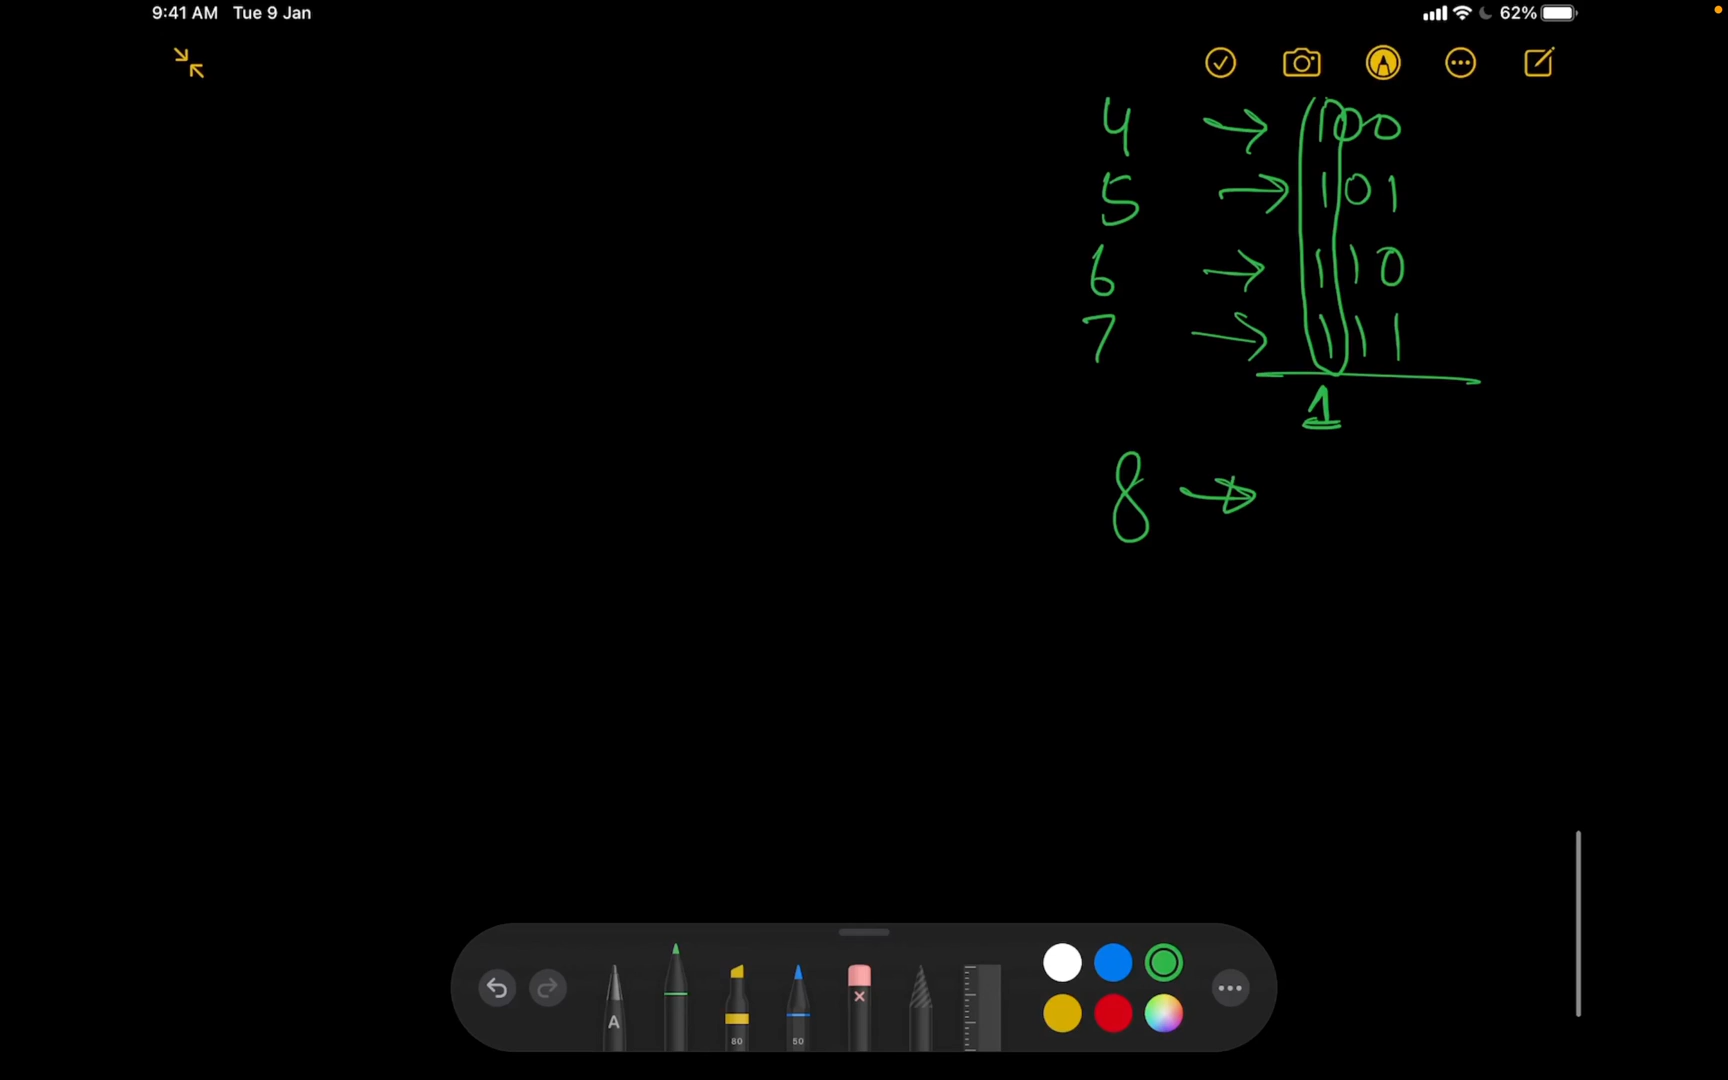 9:41 AM Tue 9 Jan 62%
4 → 100
5 → 101
6 → 110
7 → 111
1
8 →
A 80 50